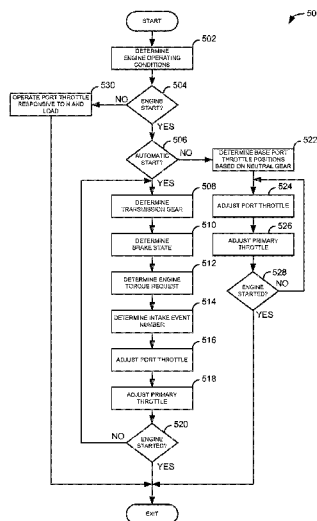 START
500
DETERMINE
ENGINE OPERATING
CONDITIONS
502
504
530
OPERATE PORT THROTTLE
RESPONSIVE TO N AND
LOAD
NO
ENGINE
START?
YES
506
AUTOMATIC
START?
NO
522
DETERMINE BASE PORT
THROTTLE POSITIONS
BASED ON NEUTRAL GEAR
YES
508
DETERMINE
TRANSMISSION GEAR
524
ADJUST PORT THROTTLE
510
DETERMINE
BRAKE STATE
526
ADJUST PRIMARY
THROTTLE
512
DETERMINE ENGINE
TORQUE REQUEST
528
ENGINE
STARTED?
NO
YES
514
DETERMINE INTAKE EVENT
NUMBER
516
ADJUST PORT THROTTLE
518
ADJUST PRIMARY
THROTTLE
520
NO
ENGINE
STARTED?
YES
EXIT